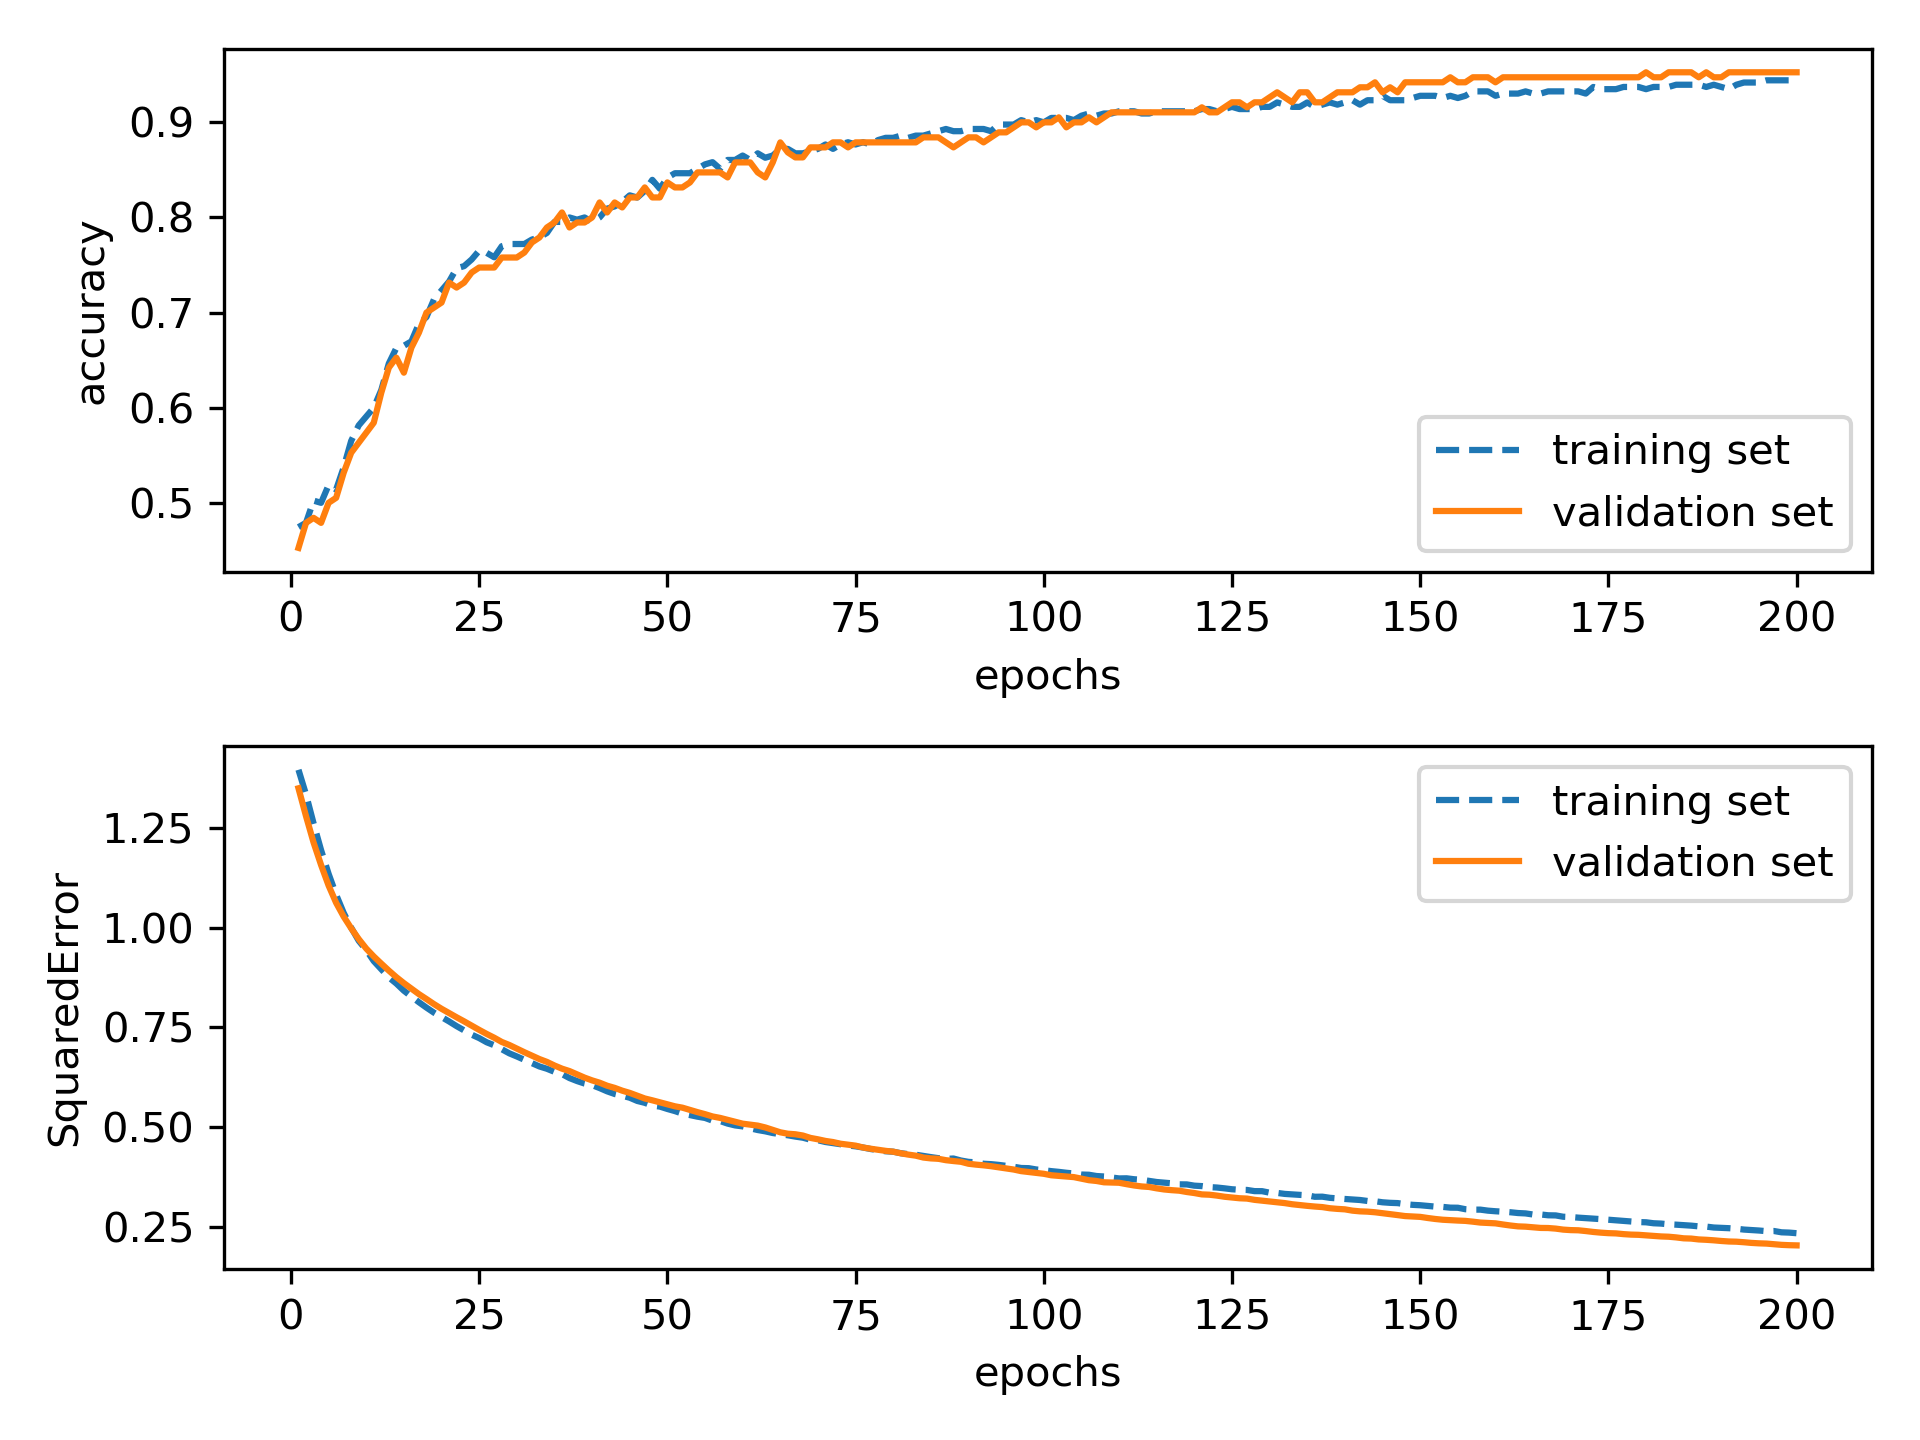 accuracy
0.9
0.8
0.7
0.6
0.5
training set
validation set
0 25 50 75 100 125 150 175 200
epochs
SquaredError
1.25
1.00
0.75
0.50
0.25
training set
validation set
0 25 50 75 100 125 150 175 200
epochs